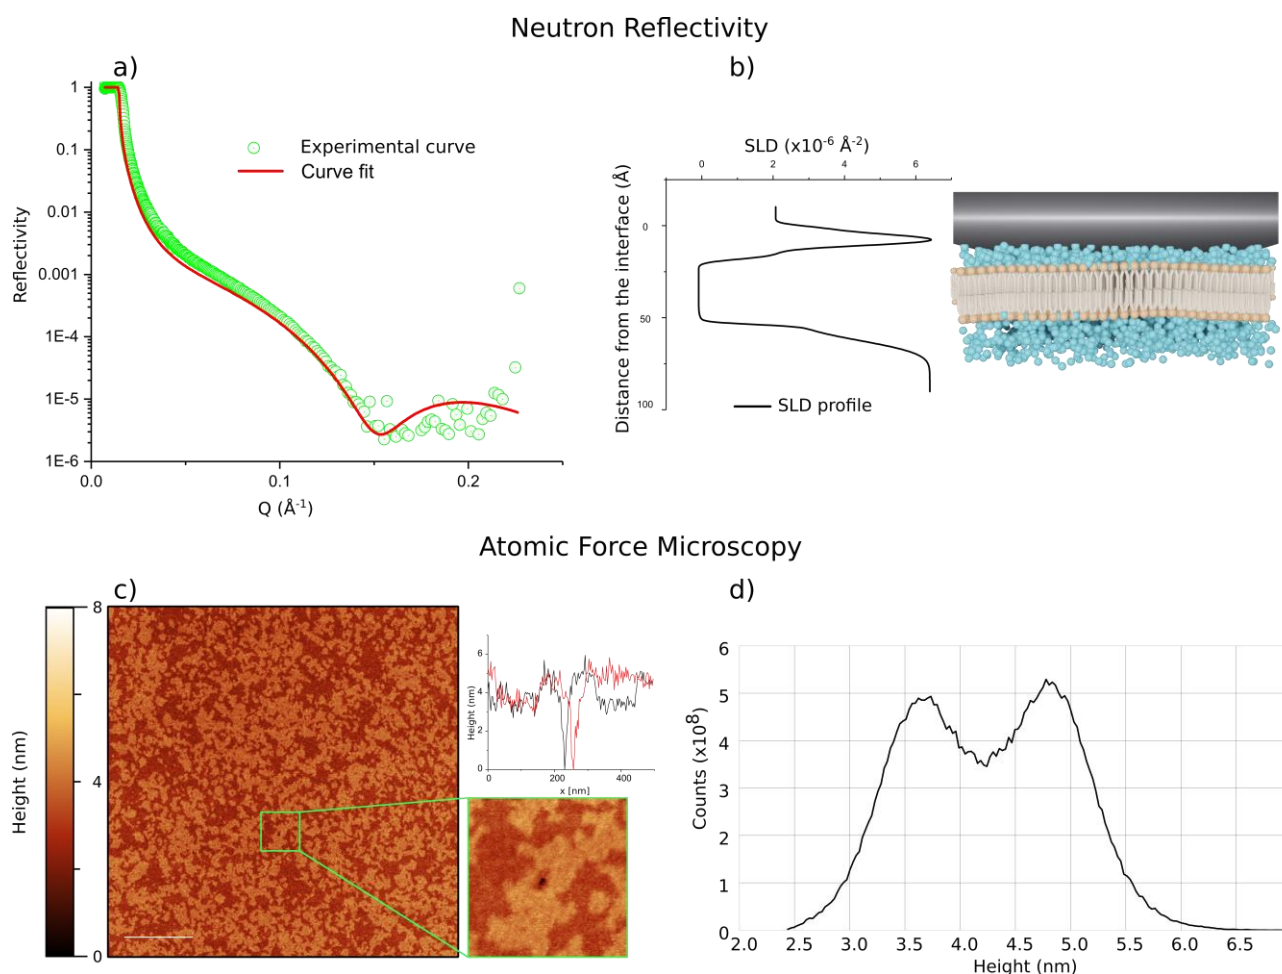 Neutron Reflectivity
a)
1
0.1
0.01
0.001
1E-4
1E-5
1E-6
Reflectivity
Experimental curve
Curve fit
0.0
0.1
0.2
Q (Å-1)
b)
SLD (x10-6 Å-2)
0
2
4
6
0
50
100
Distance from the interface (Å)
SLD profile
Atomic Force Microscopy
c)
8
4
0
Height (nm)
6
4
2
0
Height (nm)
0
200
400
x [nm]
d)
6
5
4
3
2
1
0
Counts (x108)
2.0
2.5
3.0
3.5
4.0
4.5
5.0
5.5
6.0
6.5
Height (nm)